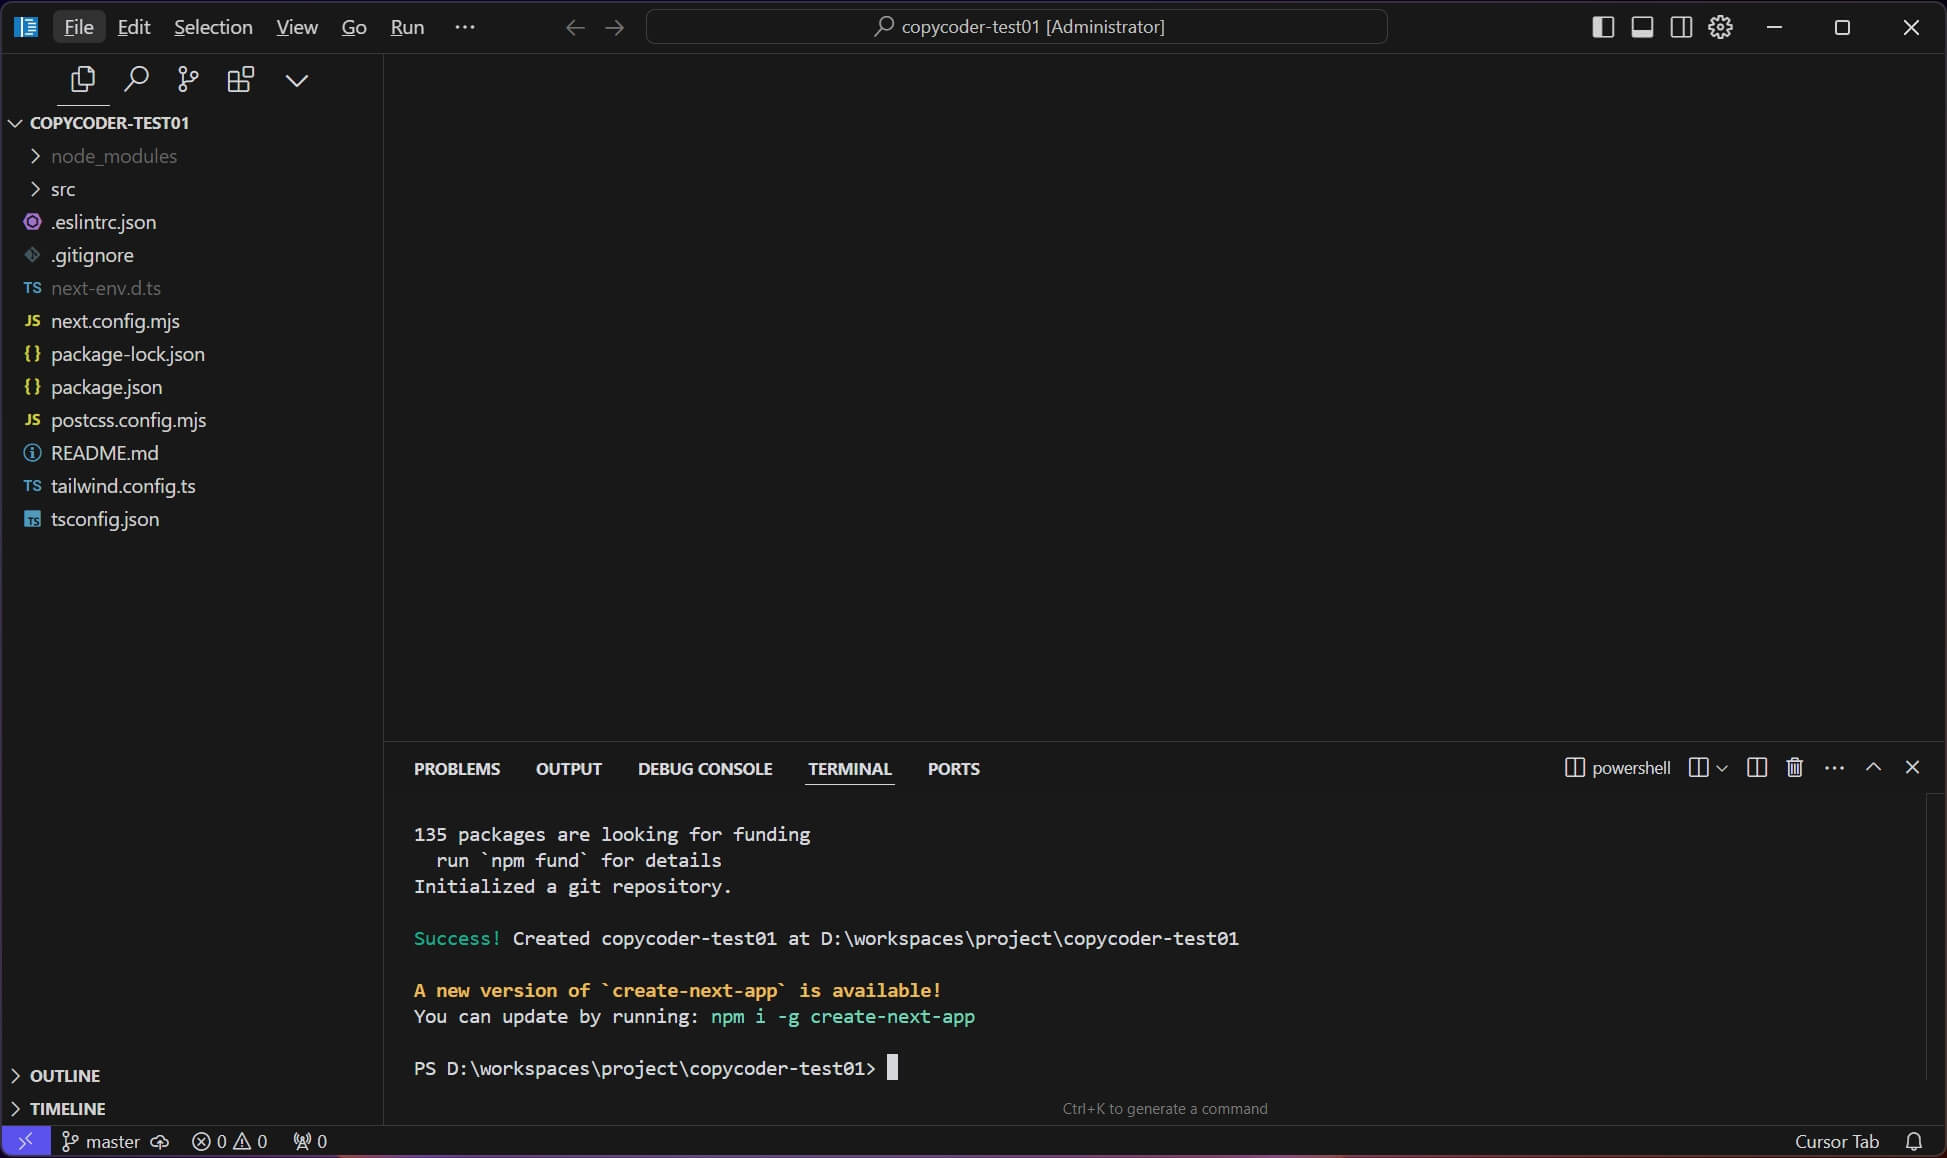 File Edit Selection View Go Run ···
copycoder-test01 [Administrator]
COPYCODER-TEST01
node_modules
src
.eslintrc.json
.gitignore
TS next-env.d.ts
JS next.config.mjs
{} package-lock.json
{} package.json
JS postcss.config.mjs
README.md
TS tailwind.config.ts
TS tsconfig.json
OUTLINE
TIMELINE
PROBLEMS OUTPUT DEBUG CONSOLE TERMINAL PORTS
powershell
135 packages are looking for funding
run `npm fund` for details
Initialized a git repository.
Success! Created copycoder-test01 at D:\workspaces\project\copycoder-test01
A new version of `create-next-app` is available!
You can update by running: npm i -g create-next-app
PS D:\workspaces\project\copycoder-test01>
Ctrl+K to generate a command
master 0 0 0
Cursor Tab